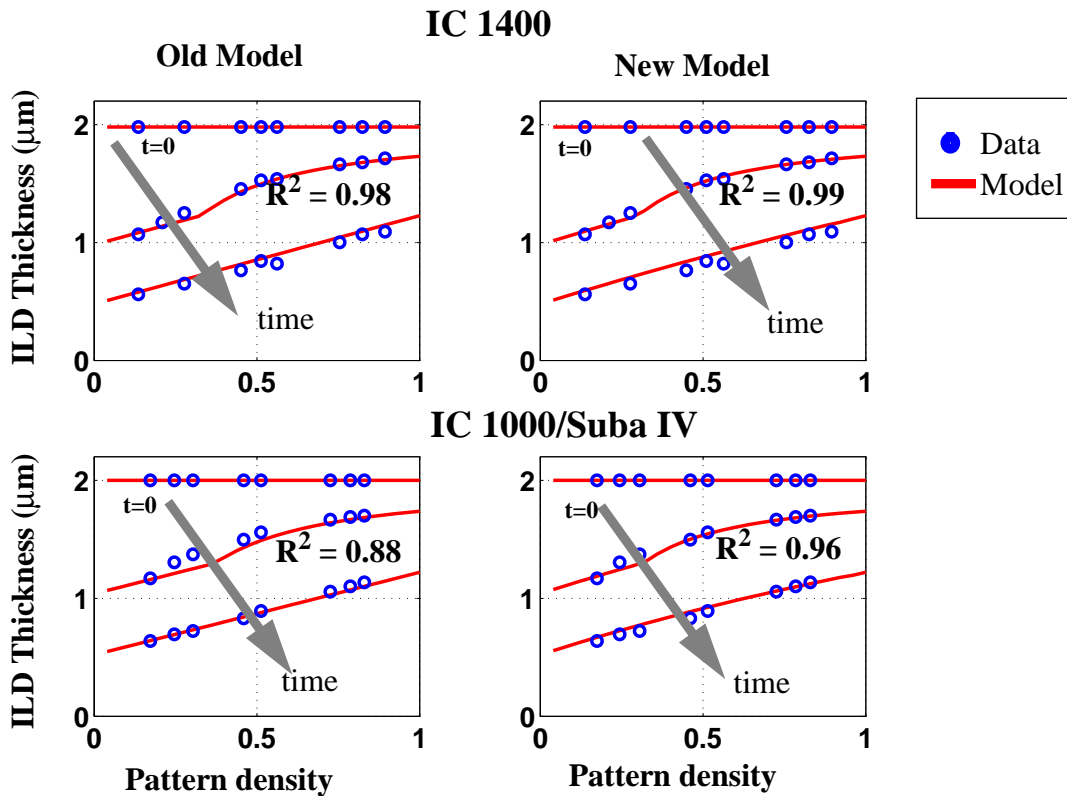 IC 1400
Old Model
New Model
ILD Thickness (μm)
2
1
0
t=0
R² = 0.98
time
0
0.5
1
2
1
0
t=0
R² = 0.99
time
0
0.5
1
Data
Model
IC 1000/Suba IV
ILD Thickness (μm)
2
1
0
t=0
R² = 0.88
time
0
0.5
1
Pattern density
2
1
0
t=0
R² = 0.96
time
0
0.5
1
Pattern density